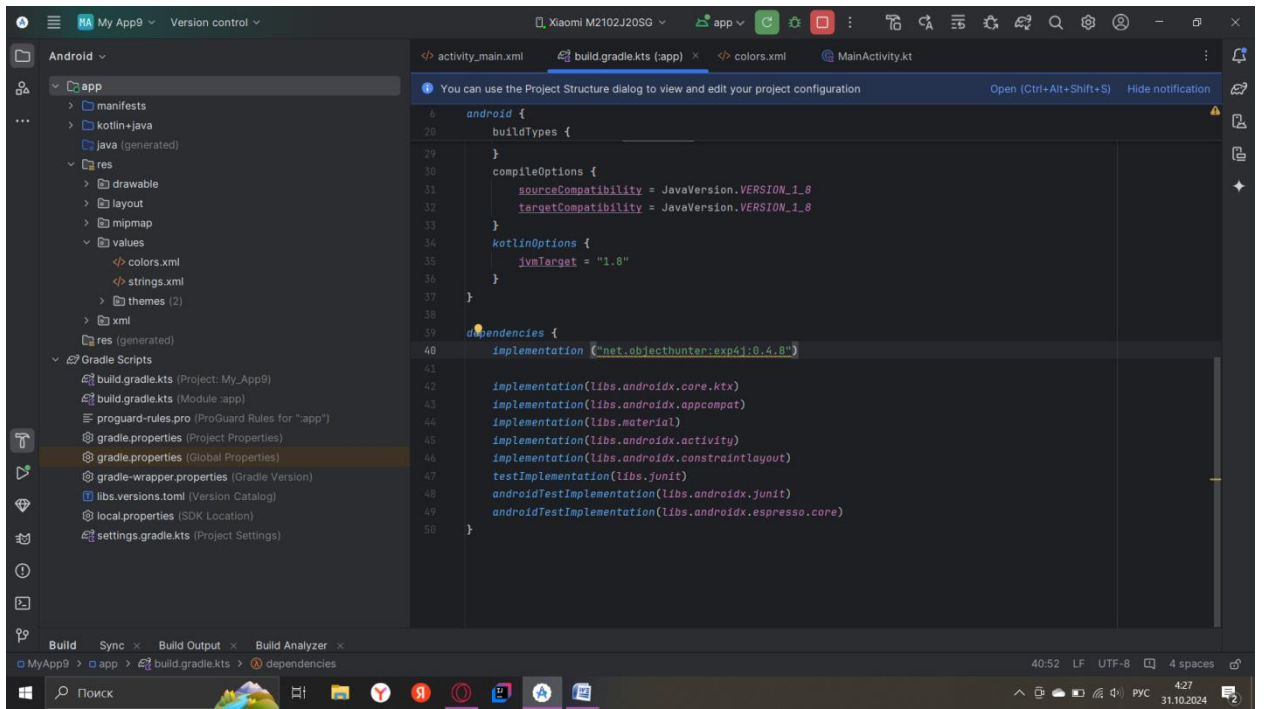 MA My App9 Version control Xiaomi M2102J20SG app
Android
app
manifests
kotlin+java
java (generated)
res
drawable
layout
mipmap
values
colors.xml
strings.xml
themes (2)
xml
res (generated)
Gradle Scripts
build.gradle.kts (Project: My_App9)
build.gradle.kts (Module :app)
proguard-rules.pro (ProGuard Rules for ":app")
gradle.properties (Project Properties)
gradle.properties (Global Properties)
gradle-wrapper.properties (Gradle Version)
libs.versions.toml (Version Catalog)
local.properties (SDK Location)
settings.gradle.kts (Project Settings)
activity_main.xml build.gradle.kts (:app) colors.xml MainActivity.kt
You can use the Project Structure dialog to view and edit your project configuration Open (Ctrl+Alt+Shift+S) Hide notification
6 android {
20 buildTypes {
29 }
30 compileOptions {
31 sourceCompatibility = JavaVersion.VERSION_1_8
32 targetCompatibility = JavaVersion.VERSION_1_8
33 }
34 kotlinOptions {
35 jvmTarget = "1.8"
36 }
37 }
38
39 dependencies {
40 implementation ("net.objecthunter:exp4j:0.4.8")
41
42 implementation(libs.androidx.core.ktx)
43 implementation(libs.androidx.appcompat)
44 implementation(libs.material)
45 implementation(libs.androidx.activity)
46 implementation(libs.androidx.constraintlayout)
47 testImplementation(libs.junit)
48 androidTestImplementation(libs.androidx.junit)
49 androidTestImplementation(libs.androidx.espresso.core)
50 }
Build Sync Build Output Build Analyzer
MyApp9 > app > build.gradle.kts > dependencies 40:52 LF UTF-8 4 spaces
Поиск РУС 4:27
31.10.2024 2